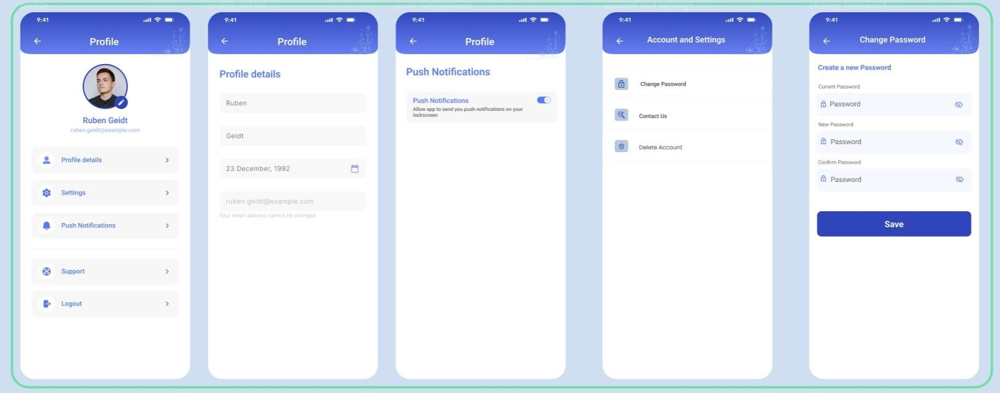 profile
9:41
Profile
Ruben Geidt
ruben.geidt@example.com
Profile details
Settings
Push Notifications
Support
Logout
profile details
9:41
Profile
Profile details
Ruben
Geidt
23 December, 1992
ruben.geidt@example.com
Your email address cannot be changed
push notifications
9:41
Profile
Push Notifications
Push Notifications
Allow app to send you push notifications on your
lockscreen
account and settings
9:41
Account and Settings
Change Password
Contact Us
Delete Account
change password
9:41
Change Password
Create a new Password
Current Password
Password
New Password
Password
Confirm Password
Password
Save